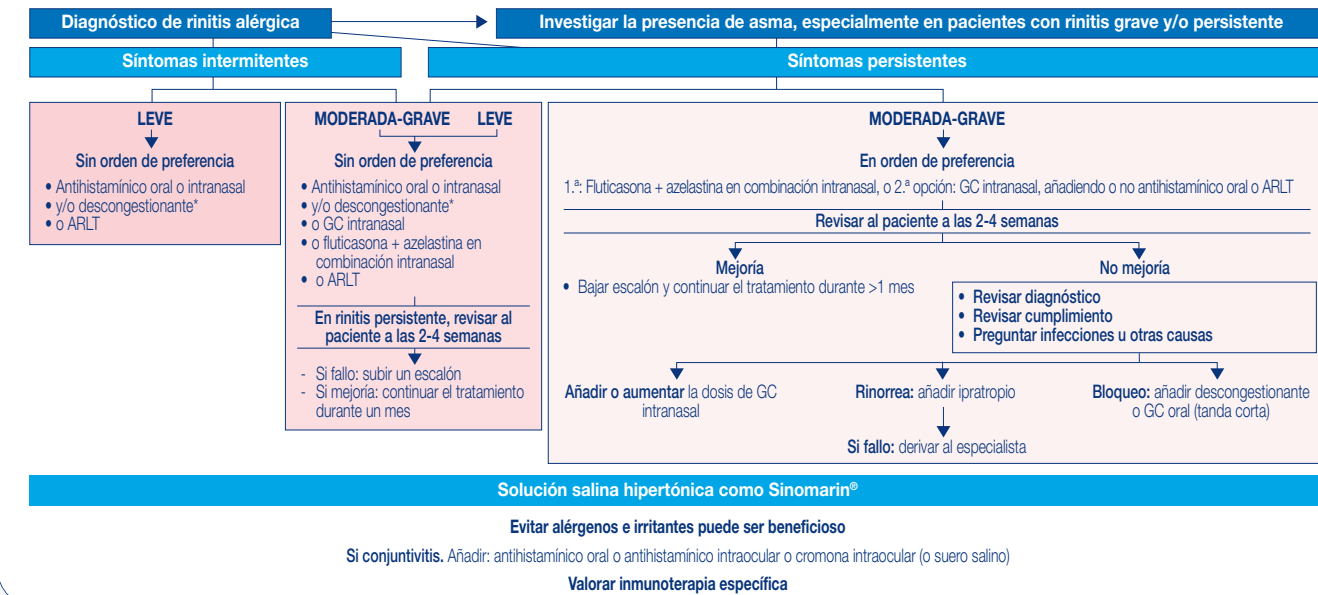 Diagnóstico de rinitis alérgica
Investigar la presencia de asma, especialmente en pacientes con rinitis grave y/o persistente
Síntomas intermitentes
Síntomas persistentes
LEVE
Sin orden de preferencia
• Antihistamínico oral o intranasal
• y/o descongestionante*
• o ARLT
MODERADA-GRAVE LEVE
Sin orden de preferencia
• Antihistamínico oral o intranasal
• y/o descongestionante*
• o GC intranasal
• o fluticasona + azelastina en
combinación intranasal
• o ARLT
En rinitis persistente, revisar al
paciente a las 2-4 semanas
- Si fallo: subir un escalón
- Si mejoría: continuar el tratamiento
durante un mes
MODERADA-GRAVE
En orden de preferencia
1.ª: Fluticasona + azelastina en combinación intranasal, o 2.ª opción: GC intranasal, añadiendo o no antihistamínico oral o ARLT
Revisar al paciente a las 2-4 semanas
Mejoría
• Bajar escalón y continuar el tratamiento durante >1 mes
No mejoría
• Revisar diagnóstico
• Revisar cumplimiento
• Preguntar infecciones u otras causas
Añadir o aumentar la dosis de GC
intranasal
Rinorrea: añadir ipratropio
Bloqueo: añadir descongestionante
o GC oral (tanda corta)
Si fallo: derivar al especialista
Solución salina hipertónica como Sinomarin®
Evitar alérgenos e irritantes puede ser beneficioso
Si conjuntivitis. Añadir: antihistamínico oral o antihistamínico intraocular o cromona intraocular (o suero salino)
Valorar inmunoterapia específica